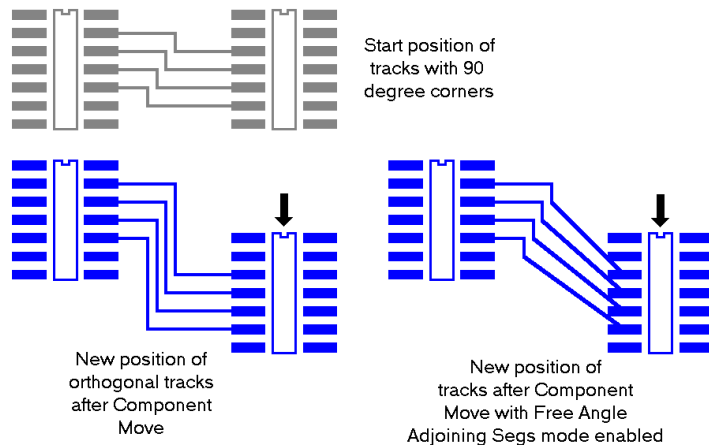 Start position of
tracks with 90
degree corners
New position of
orthogonal tracks
after Component
Move
New position of
tracks after Component
Move with Free Angle
Adjoining Segs mode enabled